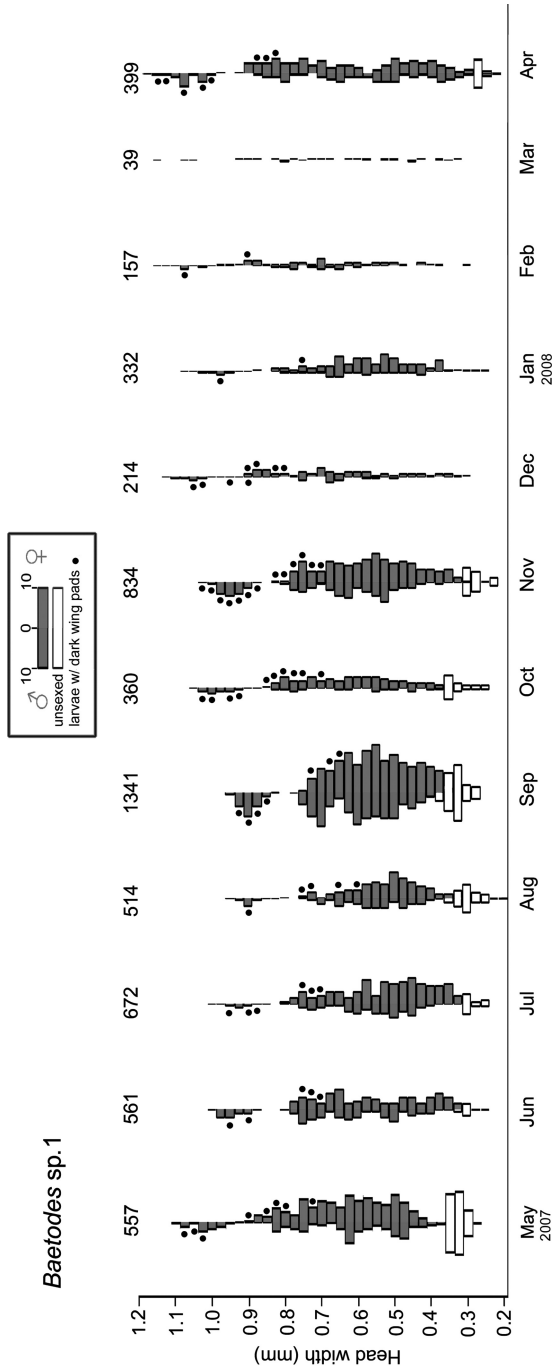 Baetodes sp.1
♂ 10 0 10 ♀
unsexed
larvae w/ dark wing pads ●
557 561 672 514 1341 360 834 214 332 157 39 399
1.2
1.1
1.0
0.9
0.8
0.7
0.6
0.5
0.4
0.3
0.2
Head width (mm)
May Jun Jul Aug Sep Oct Nov Dec Jan Feb Mar Apr
2007 2008